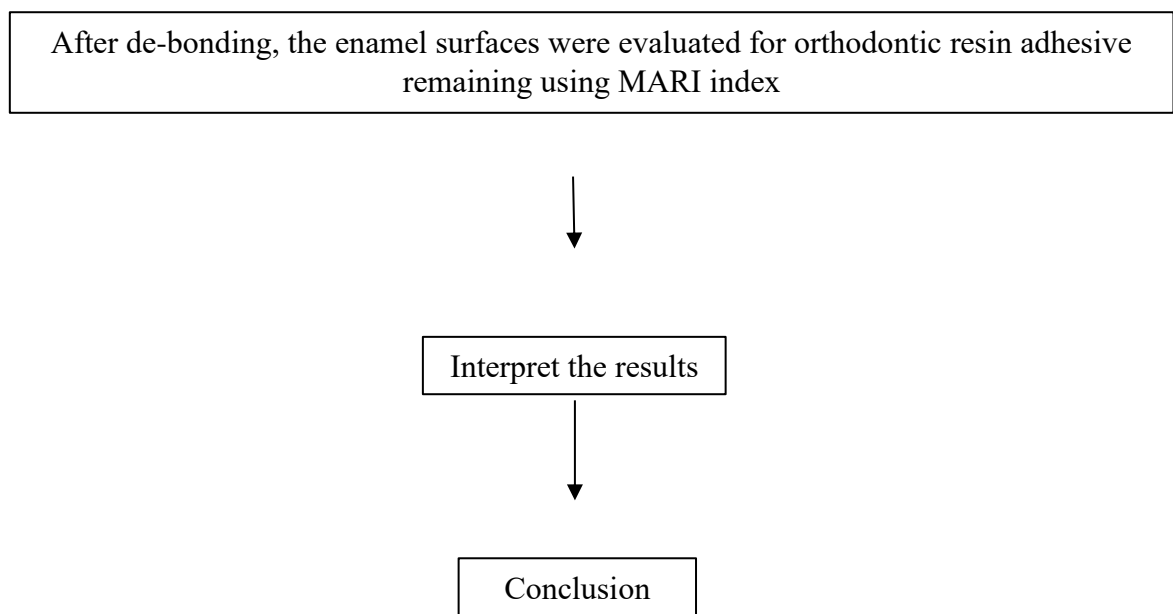 After de-bonding, the enamel surfaces were evaluated for orthodontic resin adhesive
remaining using MARI index
Interpret the results
Conclusion